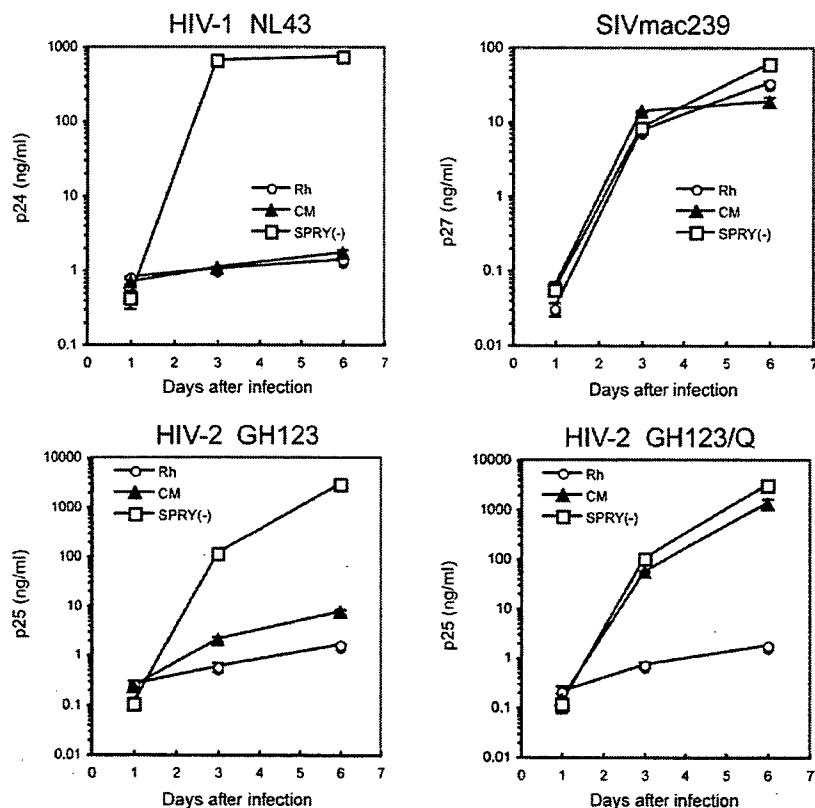 HIV-1 NL43
p24 (ng/ml)
1000
100
10
1
0.1
Rh
CM
SPRY(-)
0 1 2 3 4 5 6 7
Days after infection
SIVmac239
p27 (ng/ml)
100
10
1
0.1
0.01
Rh
CM
SPRY(-)
0 1 2 3 4 5 6 7
Days after infection
HIV-2 GH123
p25 (ng/ml)
10000
1000
100
10
1
0.1
0.01
Rh
CM
SPRY(-)
0 1 2 3 4 5 6 7
Days after infection
HIV-2 GH123/Q
p25 (ng/ml)
10000
1000
100
10
1
0.1
0.01
Rh
CM
SPRY(-)
0 1 2 3 4 5 6 7
Days after infection